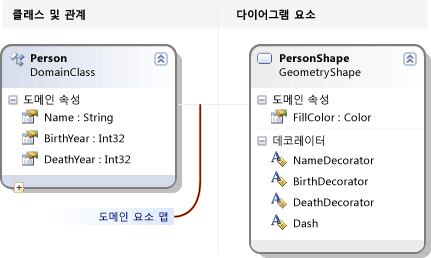 클래스 및 관계
다이어그램 요소
Person
DomainClass
도메인 속성
Name : String
BirthYear : Int32
DeathYear : Int32
도메인 요소 맵
PersonShape
GeometryShape
도메인 속성
FillColor : Color
데코레이터
NameDecorator
BirthDecorator
DeathDecorator
Dash